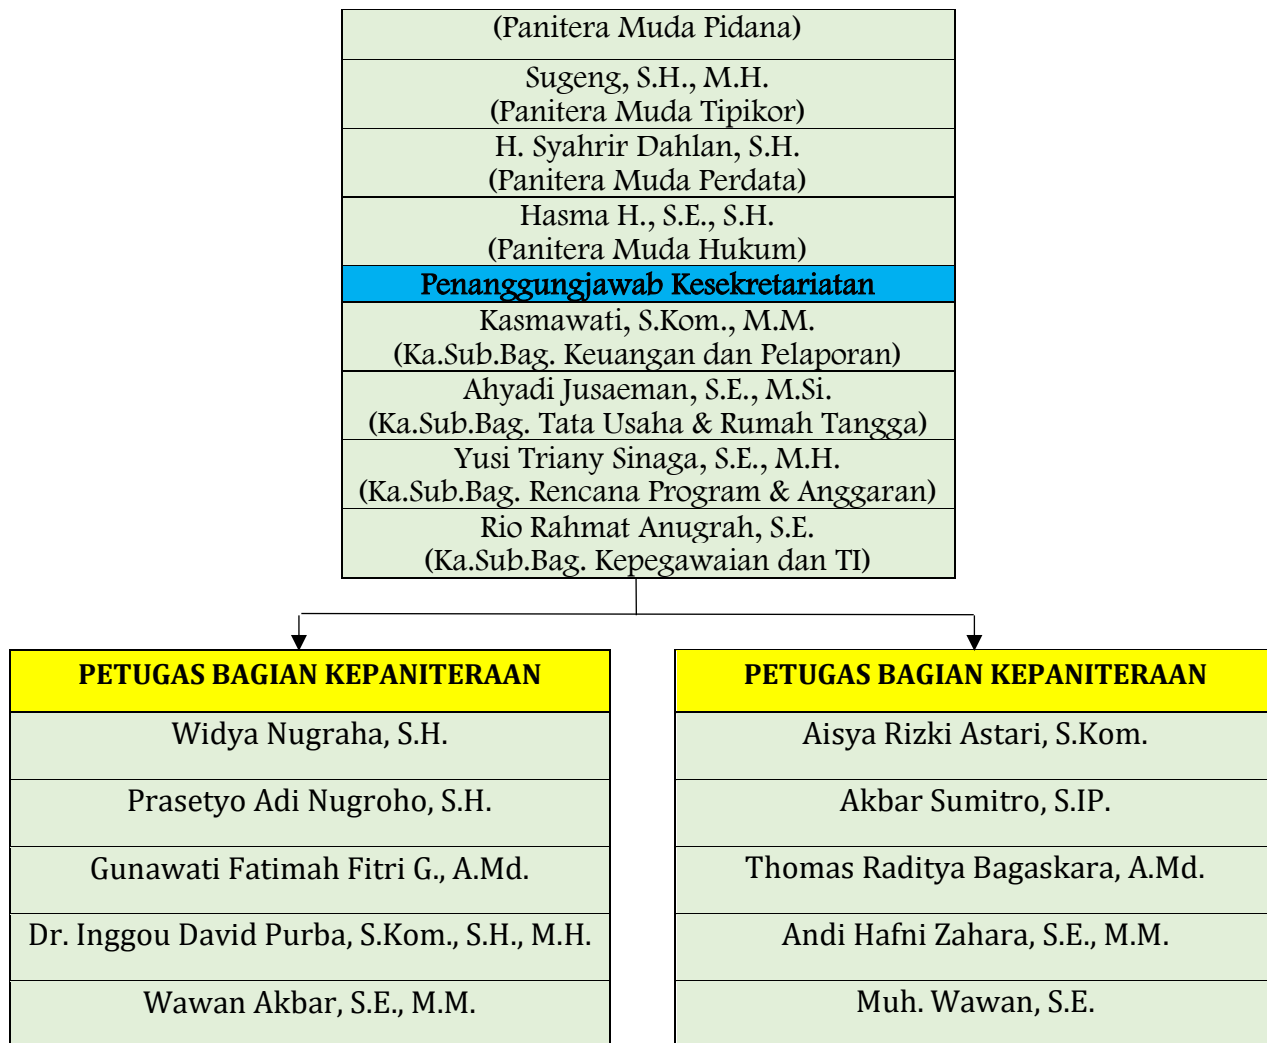 (Panitera Muda Pidana)
Sugeng, S.H., M.H.
(Panitera Muda Tipikor)
H. Syahrir Dahlan, S.H.
(Panitera Muda Perdata)
Hasma H., S.E., S.H.
(Panitera Muda Hukum)
Penanggungjawab Kesekretariatan
Kasmawati, S.Kom., M.M.
(Ka.Sub.Bag. Keuangan dan Pelaporan)
Ahyadi Jusaeman, S.E., M.Si.
(Ka.Sub.Bag. Tata Usaha & Rumah Tangga)
Yusi Triany Sinaga, S.E., M.H.
(Ka.Sub.Bag. Rencana Program & Anggaran)
Rio Rahmat Anugrah, S.E.
(Ka.Sub.Bag. Kepegawaian dan TI)
PETUGAS BAGIAN KEPANITERAAN
Widya Nugraha, S.H.
Prasetyo Adi Nugroho, S.H.
Gunawati Fatimah Fitri G., A.Md.
Dr. Inggou David Purba, S.Kom., S.H., M.H.
Wawan Akbar, S.E., M.M.
PETUGAS BAGIAN KEPANITERAAN
Aisya Rizki Astari, S.Kom.
Akbar Sumitro, S.IP.
Thomas Raditya Bagaskara, A.Md.
Andi Hafni Zahara, S.E., M.M.
Muh. Wawan, S.E.